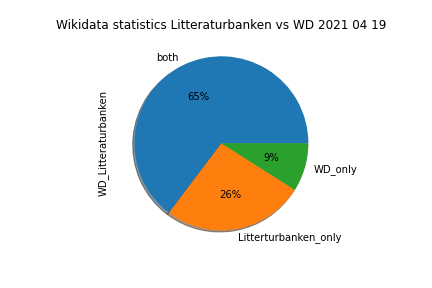 Wikidata statistics Litteraturbanken vs WD 2021 04 19
both
65%
WD_Litteraturbanken
9%
WD_only
26%
Litterturbanken_only